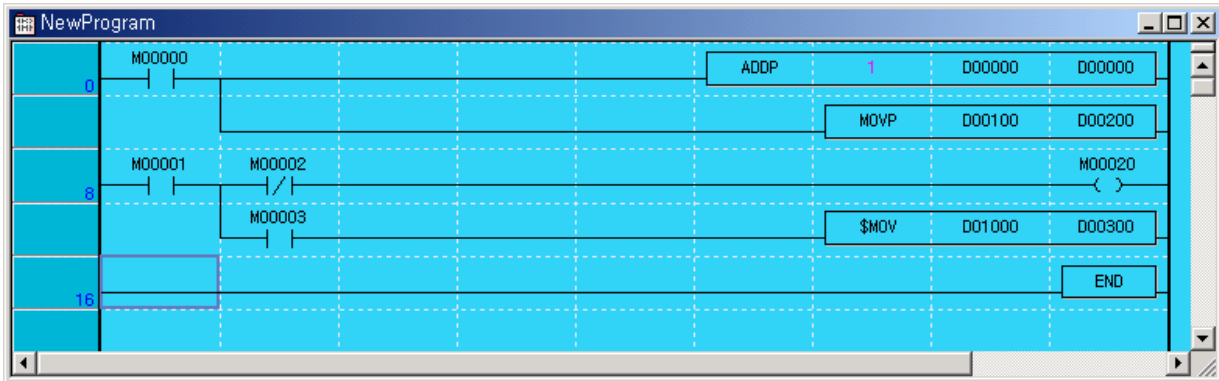 NewProgram
M00000
0 ADDP 1 D00000 D00000
MOVP D00100 D00200
M00001 M00002 M00020
8
M00003
$MOV D01000 D00300
END
16